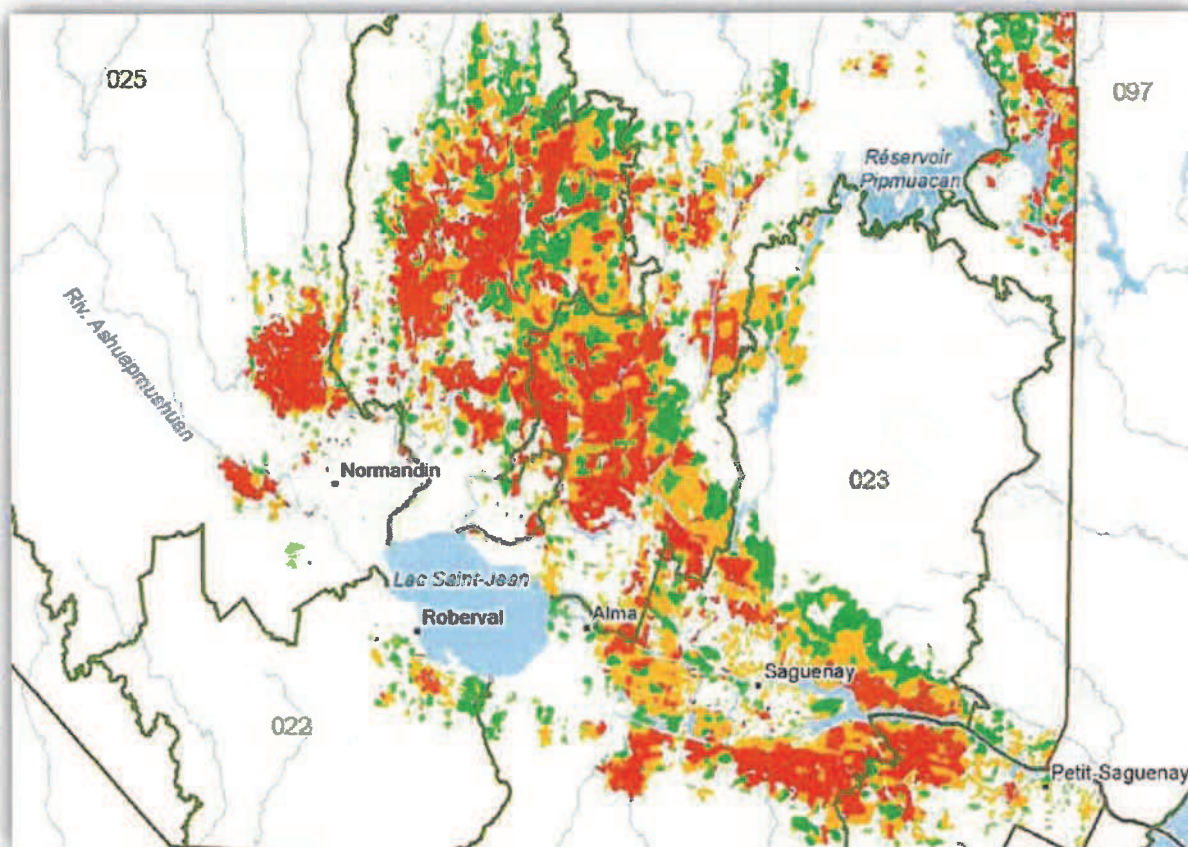 025
097
Réservoir
Pipmuacan
Riv. Ashuapmushuan
Normandin
023
Lac Saint-Jean
Roberval
Alma
Saguenay
022
Petit-Saguenay